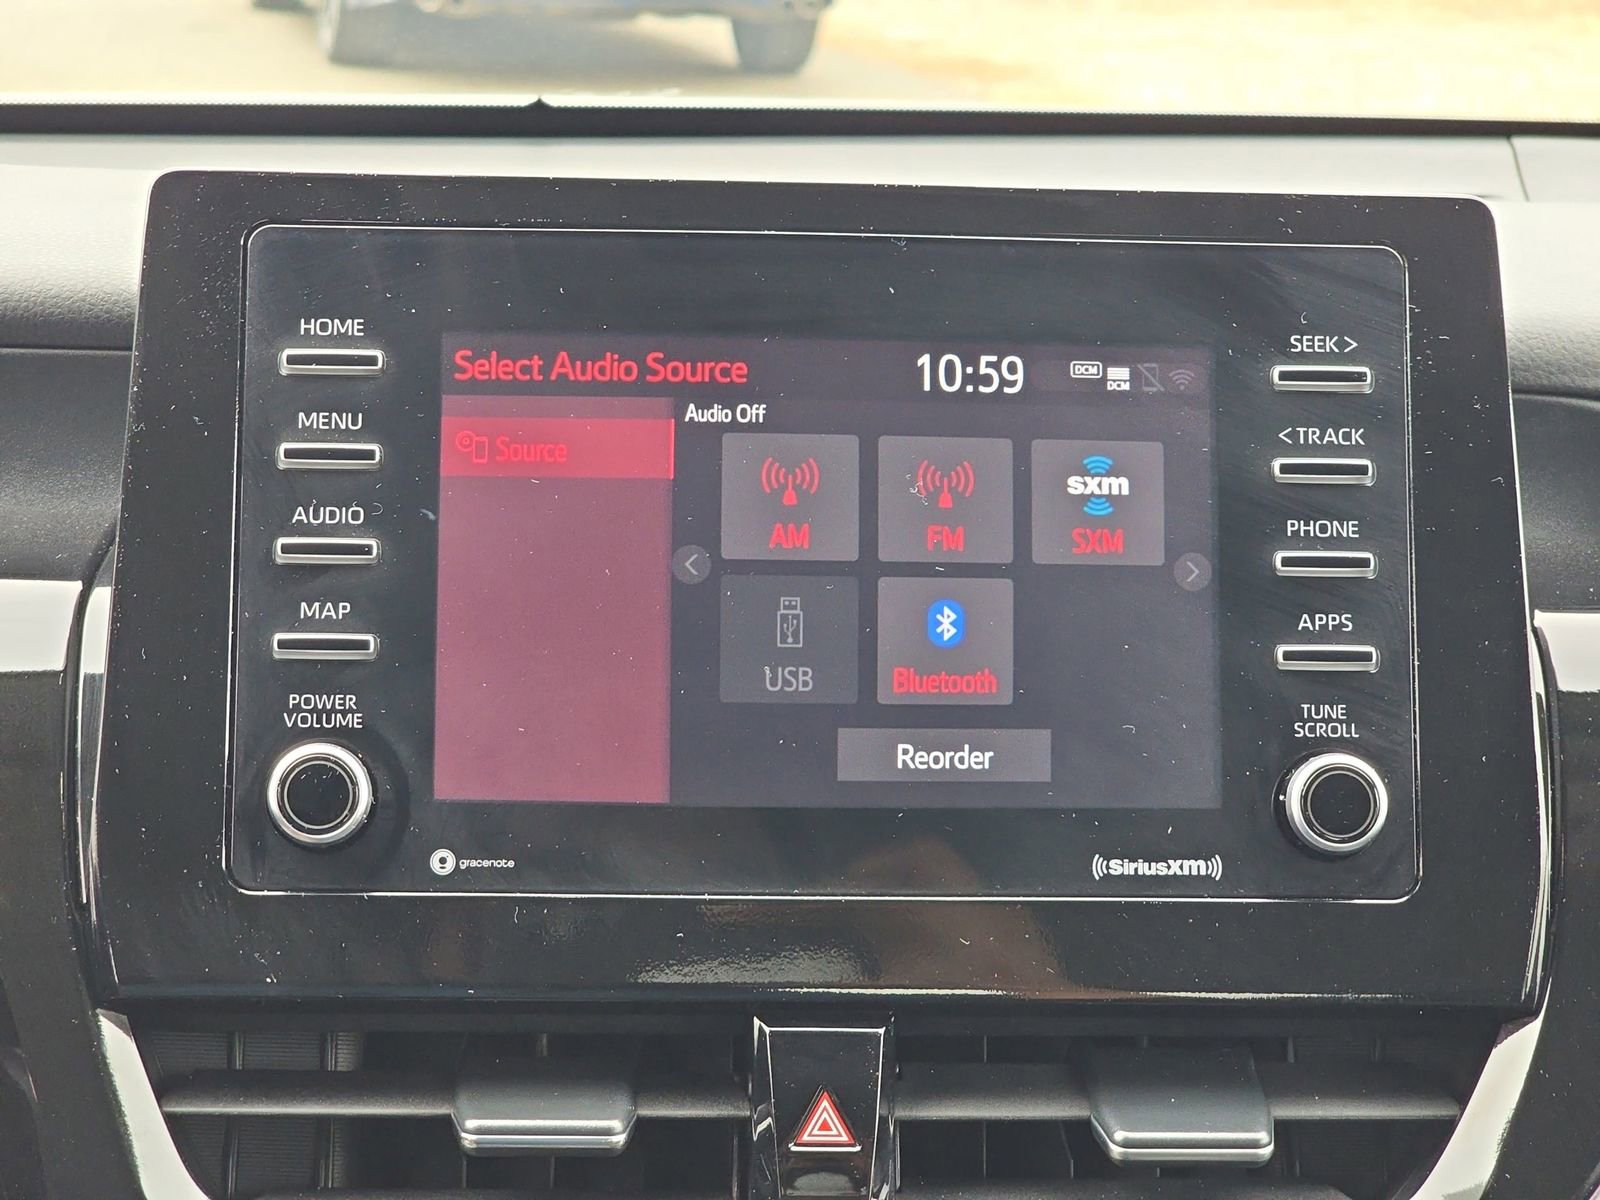 HOME
MENU
AUDIO
MAP
POWER
VOLUME
Select Audio Source
10:59
DCM
DCM
Source
Audio Off
AM
FM
sxm
SXM
USB
Bluetooth
Reorder
SEEK >
< TRACK
PHONE
APPS
TUNE
SCROLL
g gracenote
((SiriusXM))